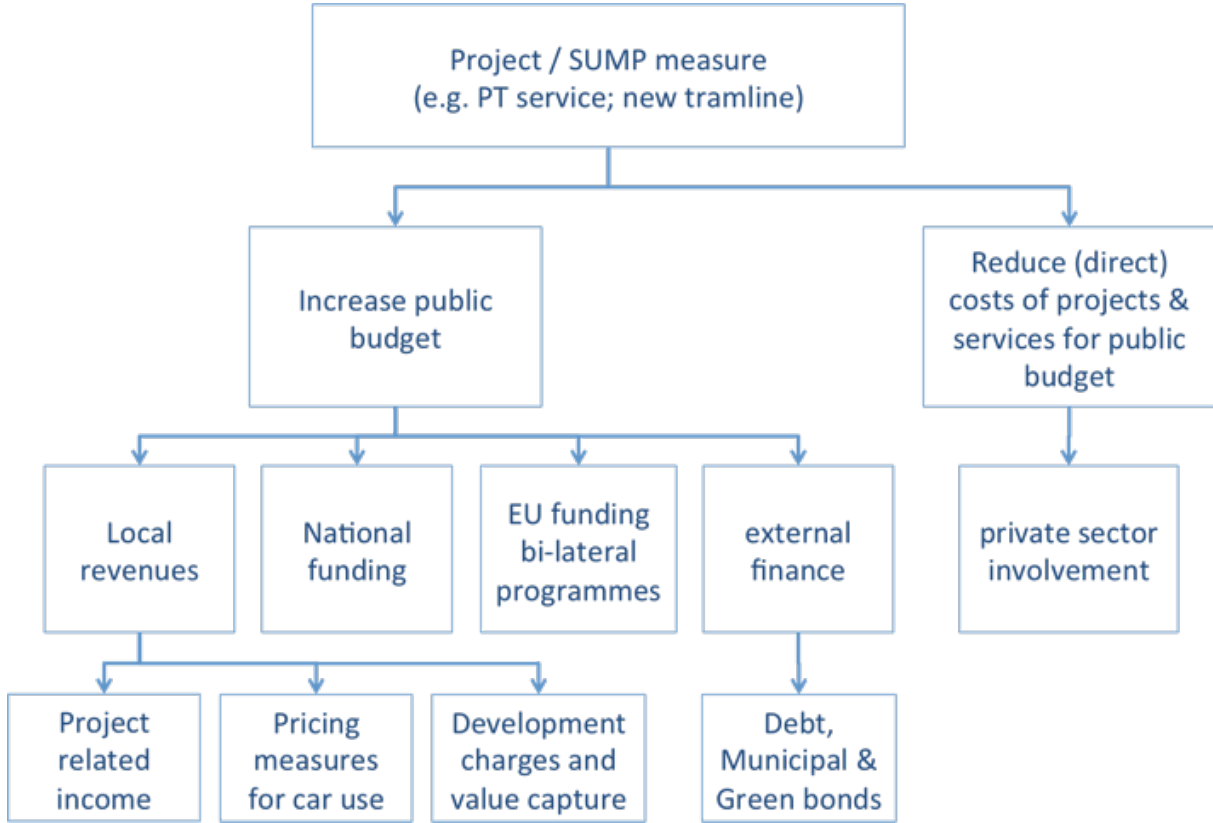 Project / SUMP measure
(e.g. PT service; new tramline)
Increase public
budget
Reduce (direct)
costs of projects &
services for public
budget
Local
revenues
National
funding
EU funding
bi-lateral
programmes
external
finance
private sector
involvement
Project
related
income
Pricing
measures
for car use
Development
charges and
value capture
Debt,
Municipal &
Green bonds